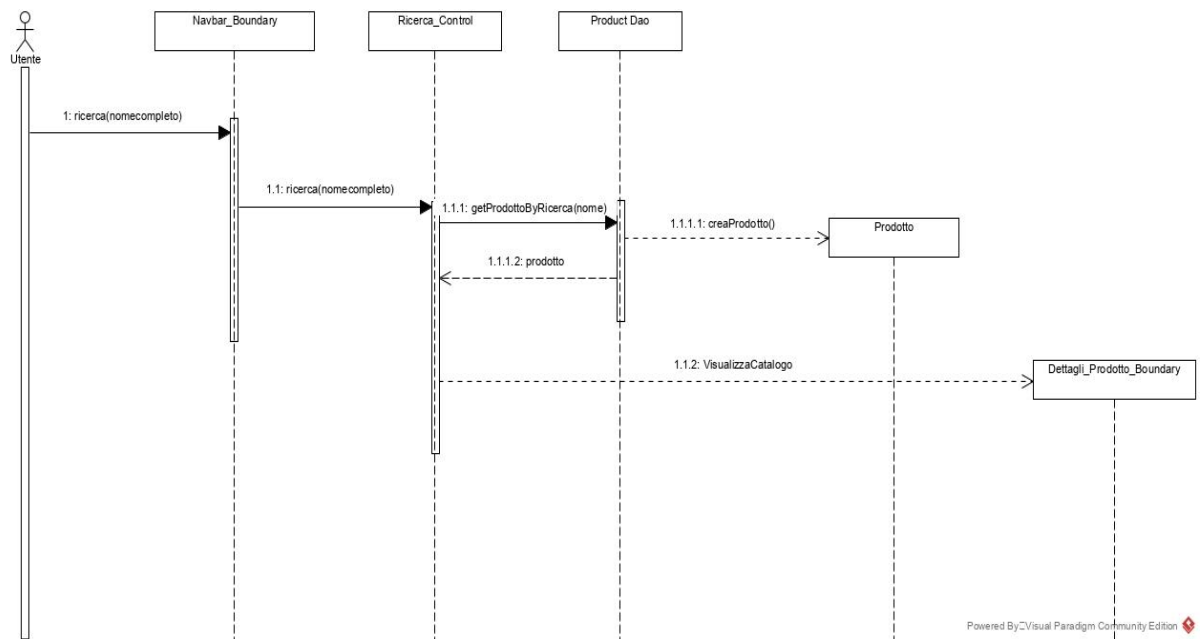 Navbar_Boundary
Ricerca_Control
Product Dao
Utente
1: ricerca(nomecompleto)
1.1: ricerca(nomecompleto)
1.1.1: getProdottoByRicerca(nome)
1.1.1.1: creaProdotto()
Prodotto
1.1.1.2: prodotto
1.1.2: VisualizzaCatalogo
Dettagli_Prodotto_Boundary
Powered By Visual Paradigm Community Edition